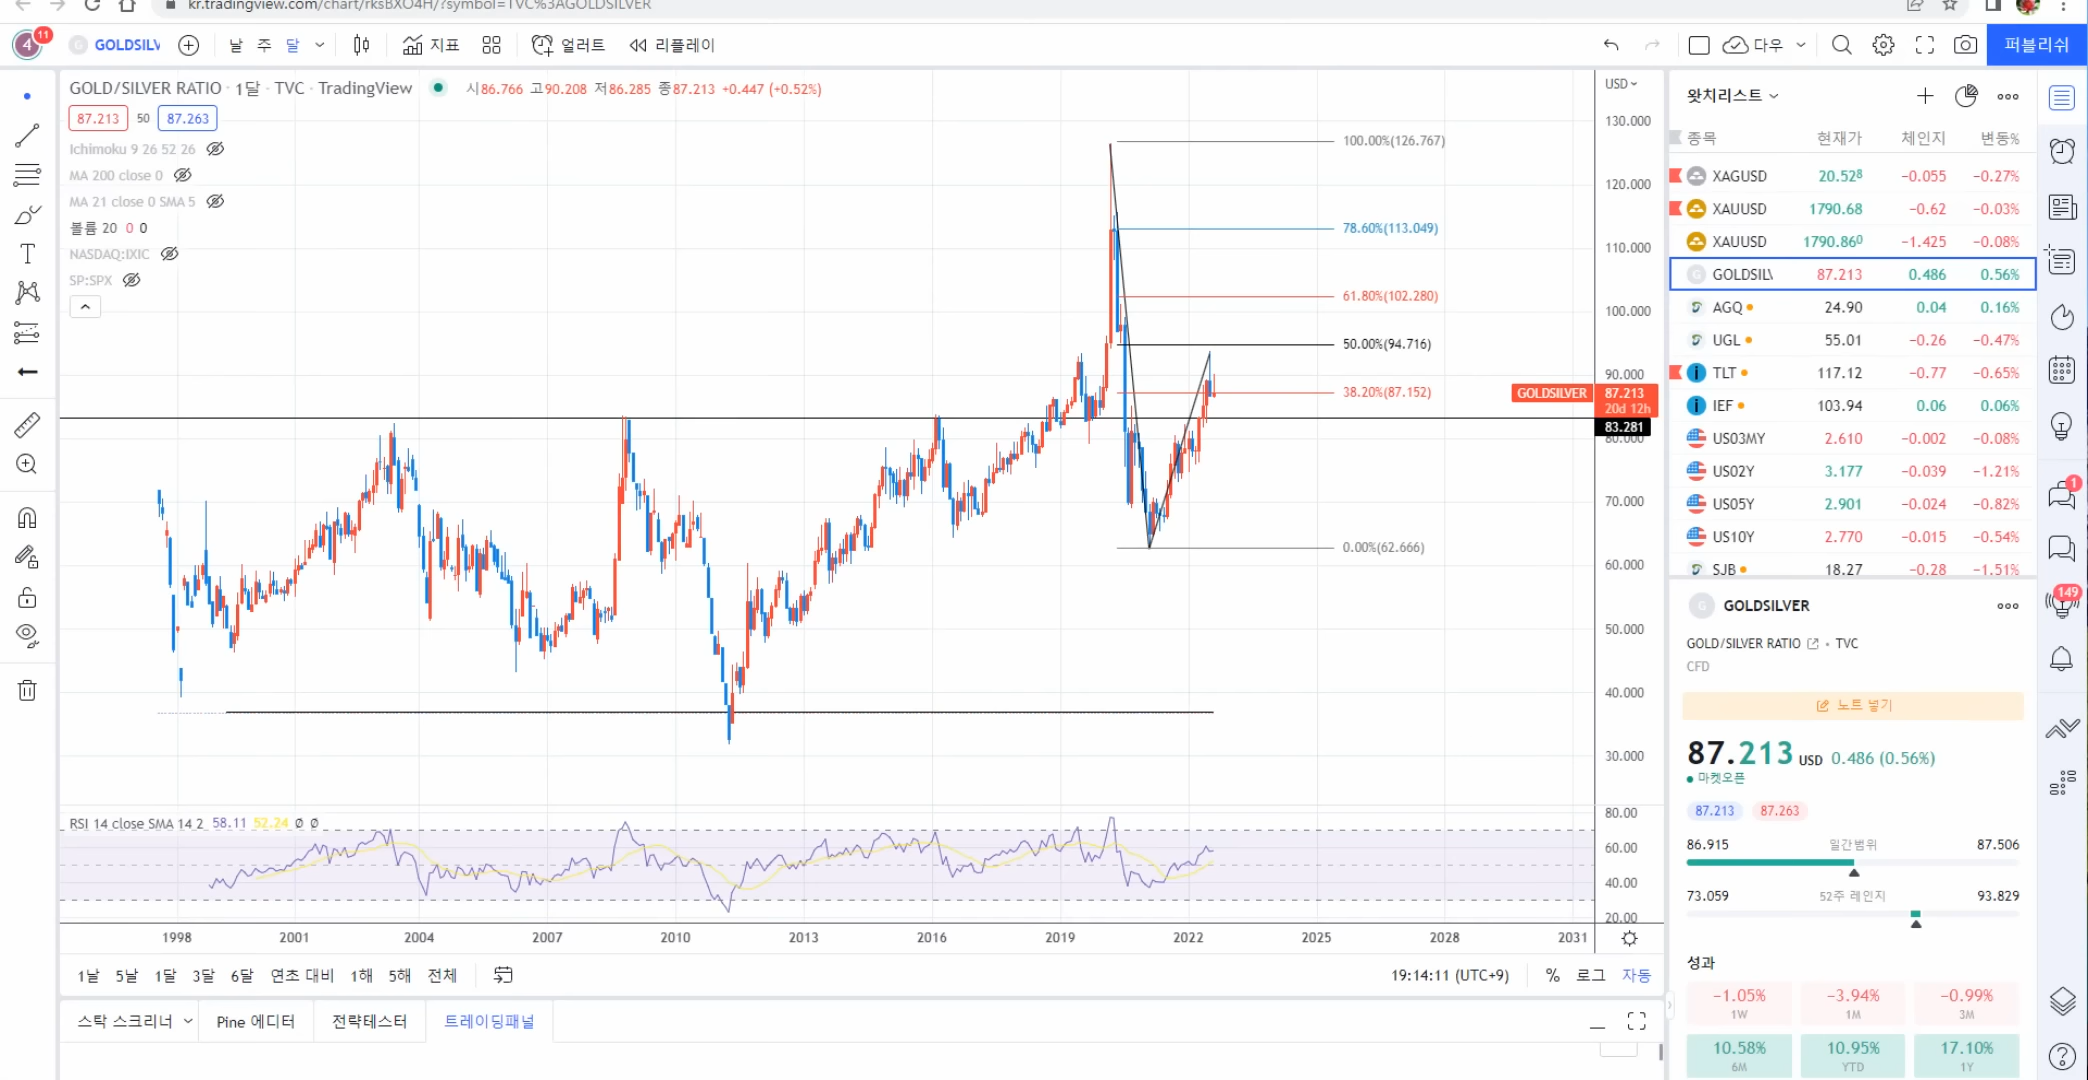 kr.tradingview.com/chart/rksBXO4H/?symbol=TVC%3AGOLDSILVER
4 11 GOLDSILV 날 주 달 지표 얼러트 리플레이 다우 퍼블리쉬
GOLD/SILVER RATIO · 1달 · TVC · TradingView 시86.766 고90.208 저86.285 종87.213 +0.447 (+0.52%)
87.213 50 87.263
Ichimoku 9 26 52 26
MA 200 close 0
MA 21 close 0 SMA 5
볼륨 20 0 0
NASDAQ:IXIC
SP:SPX
100.00%(126.767)
78.60%(113.049)
61.80%(102.280)
50.00%(94.716)
38.20%(87.152)
0.00%(62.666)
USD
130.000
120.000
110.000
100.000
90.000
GOLDSILVER 87.213
20d 12h
83.281
80.000
70.000
60.000
50.000
40.000
30.000
RSI 14 close SMA 14 2 58.11 52.24 Ø Ø
80.00
60.00
40.00
20.00
1998 2001 2004 2007 2010 2013 2016 2019 2022 2025 2028 2031
1날 5날 1달 3달 6달 연초 대비 1해 5해 전체 19:14:11 (UTC+9) % 로그 자동
스탁 스크리너 Pine 에디터 전략테스터 트레이딩패널
왓치리스트
종목 현재가 체인지 변동%
XAGUSD 20.528 −0.055 −0.27%
XAUUSD 1790.68 −0.62 −0.03%
XAUUSD 1790.860 −1.425 −0.08%
G GOLDSIL 87.213 0.486 0.56%
AGQ 24.90 0.04 0.16%
UGL 55.01 −0.26 −0.47%
TLT 117.12 −0.77 −0.65%
IEF 103.94 0.06 0.06%
US03MY 2.610 −0.002 −0.08%
US02Y 3.177 −0.039 −1.21%
US05Y 2.901 −0.024 −0.82%
US10Y 2.770 −0.015 −0.54%
SJB 18.27 −0.28 −1.51%
G GOLDSILVER
GOLD/SILVER RATIO • TVC
CFD
노트 넣기
87.213 USD 0.486 (0.56%)
마켓오픈
87.213 87.263
86.915 일간범위 87.506
73.059 52주 레인지 93.829
성과
−1.05% −3.94% −0.99%
1W 1M 3M
10.58% 10.95% 17.10%
6M YTD 1Y
1
149